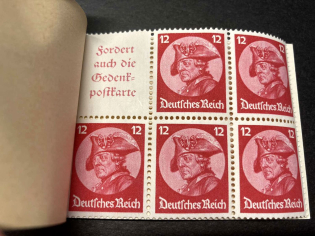 Fordert
auch die
Gedenk-
postkarte
12
Deutsches Reich
12
Deutsches Reich
12
Deutsches Reich
12
Deutsches Reich
12
Deutsches Reich